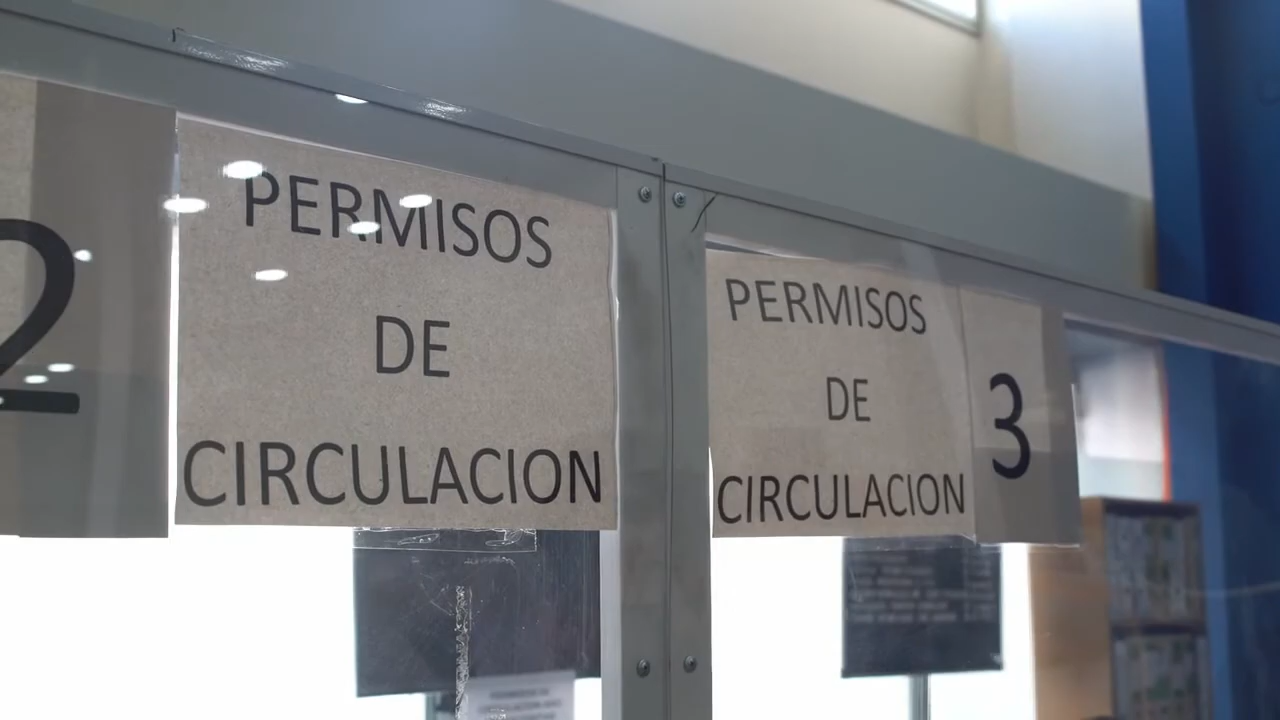 2
PERMISOS
DE
CIRCULACION
PERMISOS
DE
CIRCULACION
3